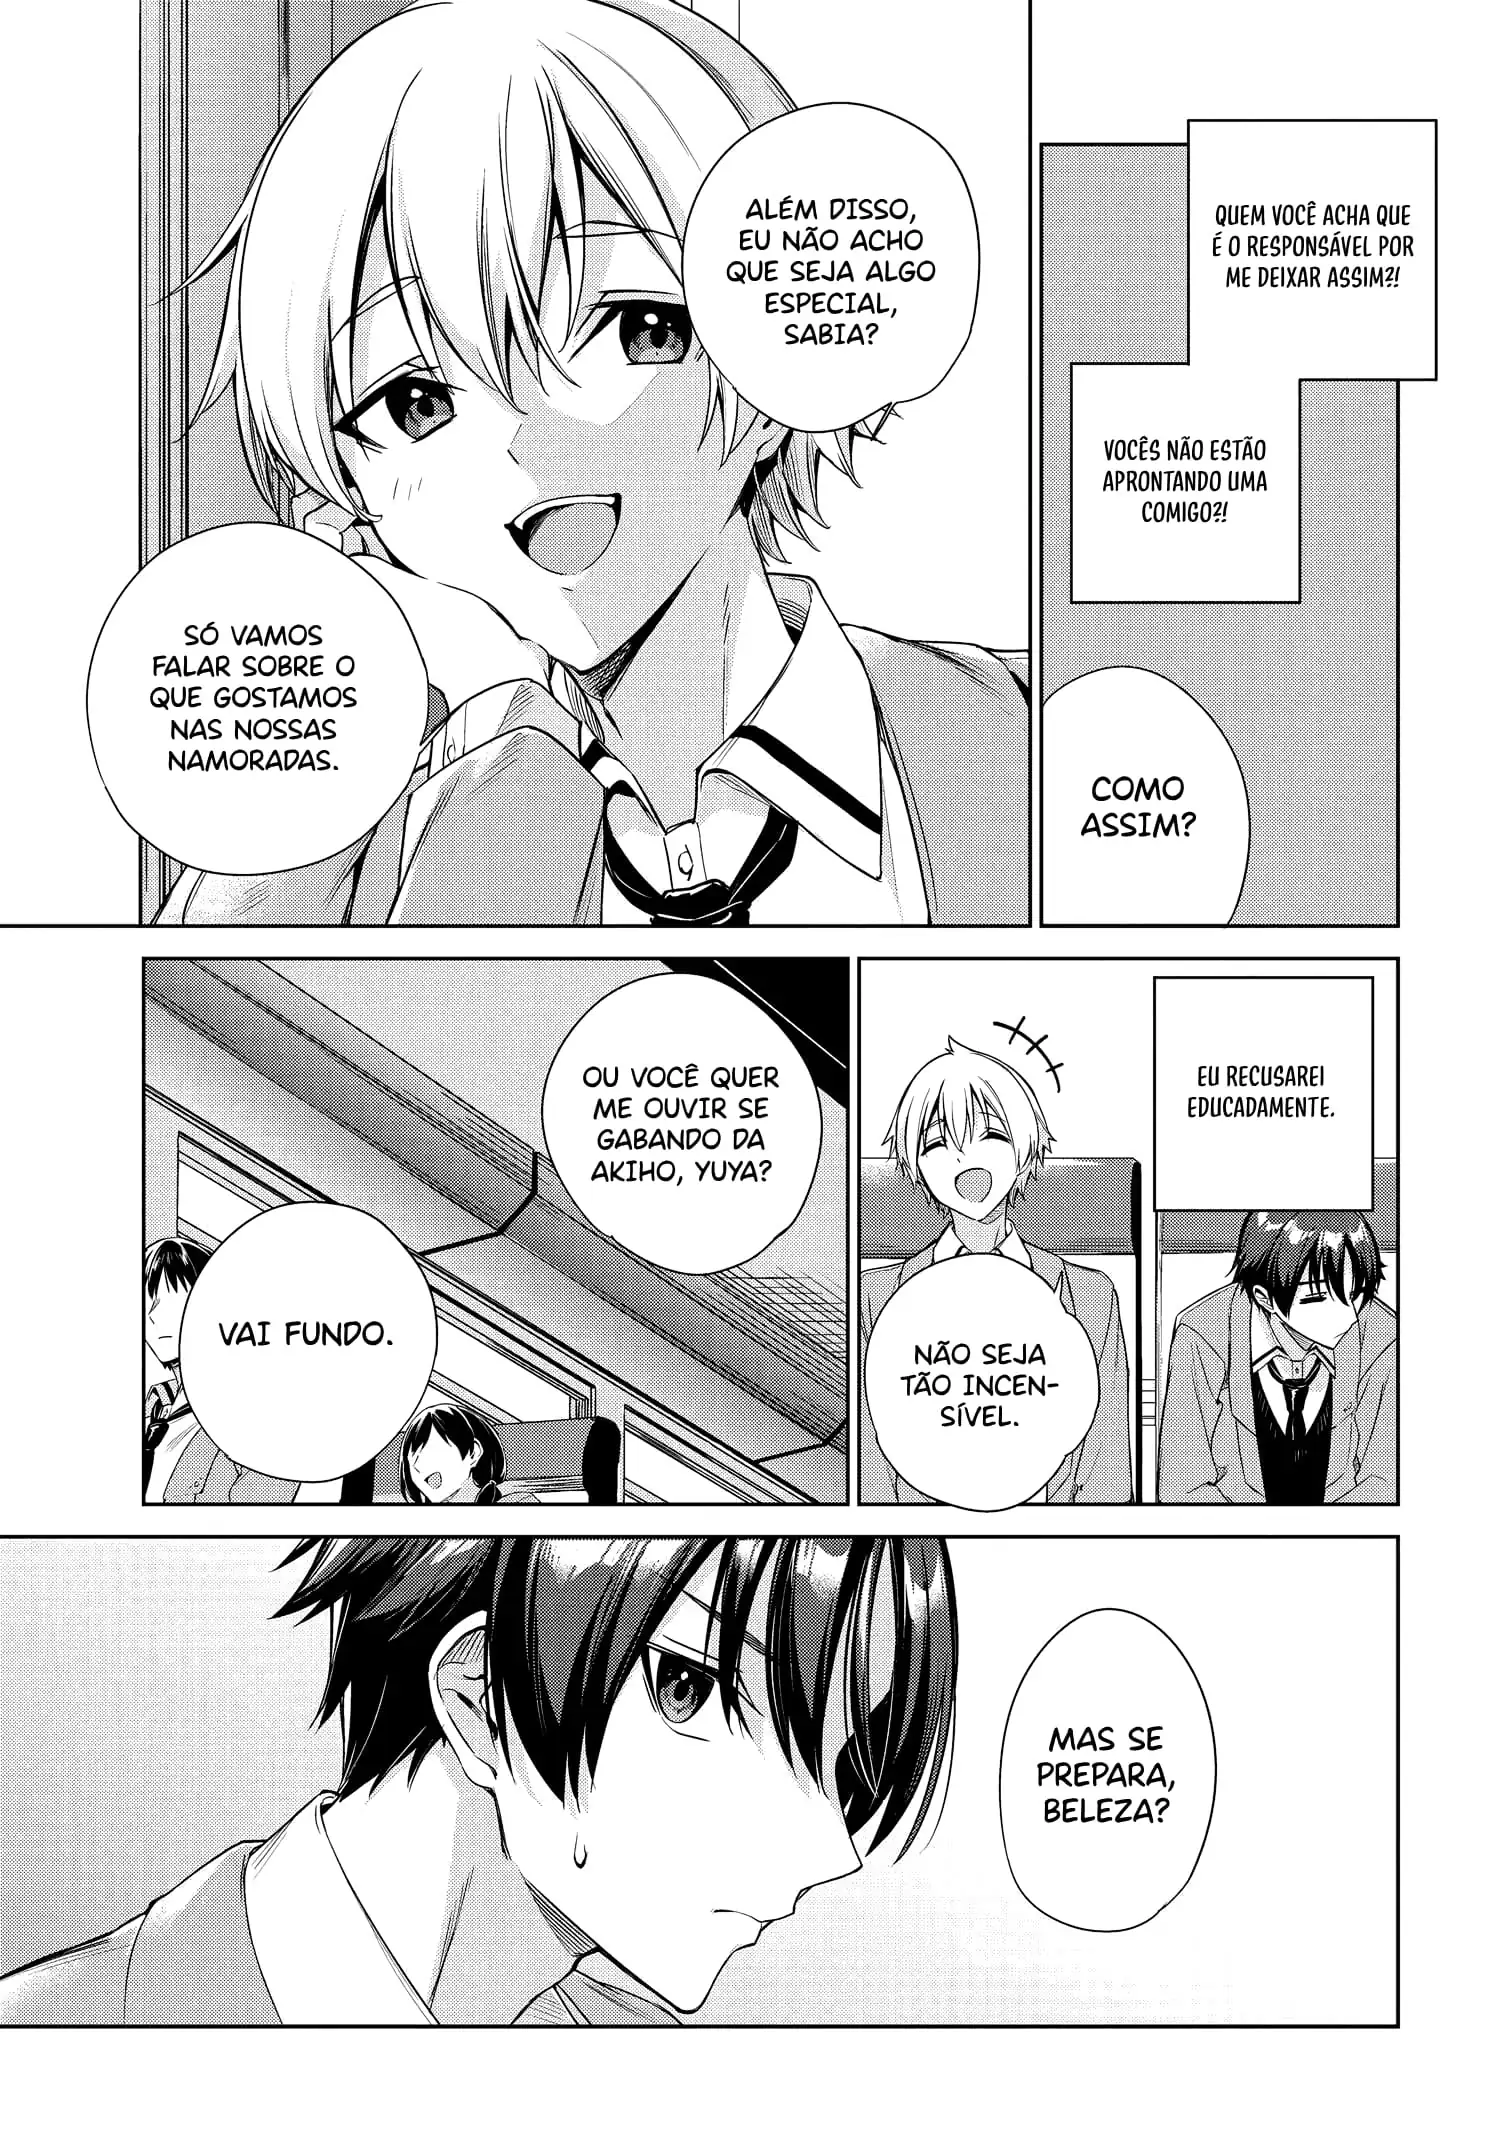 QUEM VOCÊ ACHA QUE
É O RESPONSÁVEL POR
ME DEIXAR ASSIM?!
VOCÊS NÃO ESTÃO
APRONTANDO UMA
COMIGO?!
COMO
ASSIM?
ALÉM DISSO,
EU NÃO ACHO
QUE SEJA ALGO
ESPECIAL,
SABIA?
SÓ VAMOS
FALAR SOBRE O
QUE GOSTAMOS
NAS NOSSAS
NAMORADAS.
EU RECUSAREI
EDUCADAMENTE.
NÃO SEJA
TÃO INCEN-
SÍVEL.
OU VOCÊ QUER
ME OUVIR SE
GABANDO DA
AKIHO, YUYA?
VAI FUNDO.
MAS SE
PREPARA,
BELEZA?